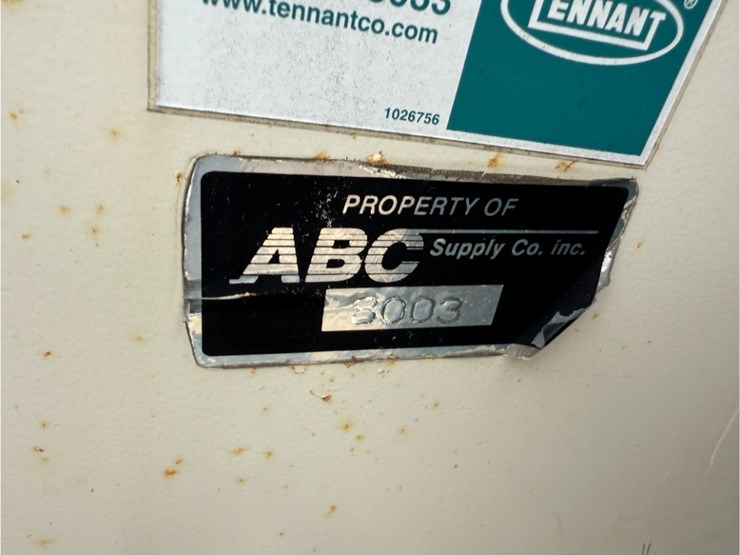 www.tennantco.com
TENNANT
®
1026756
PROPERTY OF
ABC Supply Co. inc.
3003